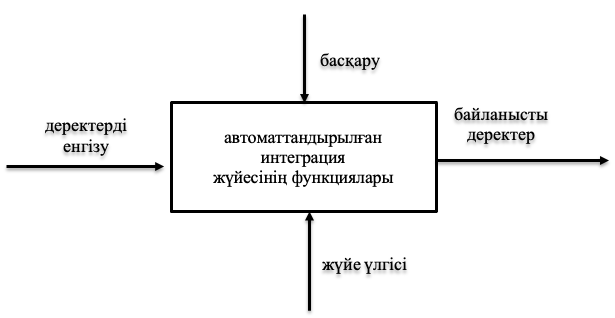 басқару
деректерді
енгізу
автоматтандырылған
интеграция
жүйесінің функциялары
байланысты
деректер
жүйе үлгісі